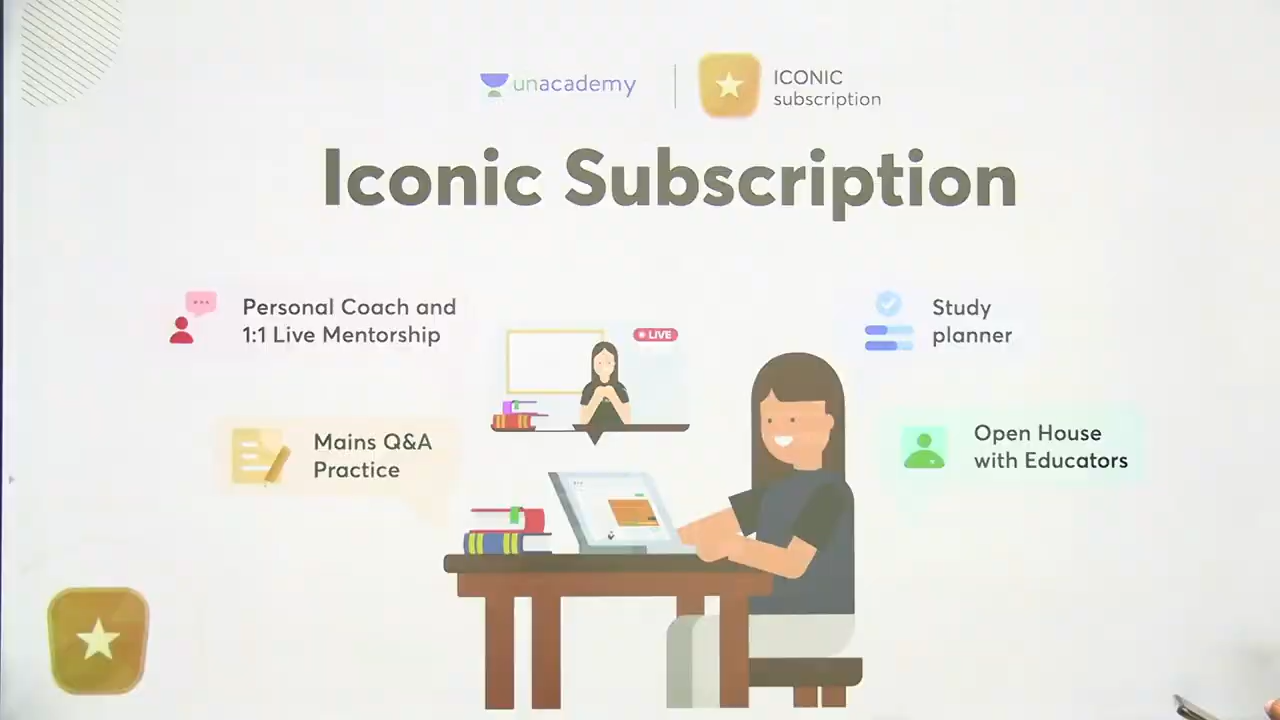 unacademy
ICONIC
subscription
Iconic Subscription
Personal Coach and
1:1 Live Mentorship
LIVE
Study
planner
Mains Q&A
Practice
Open House
with Educators